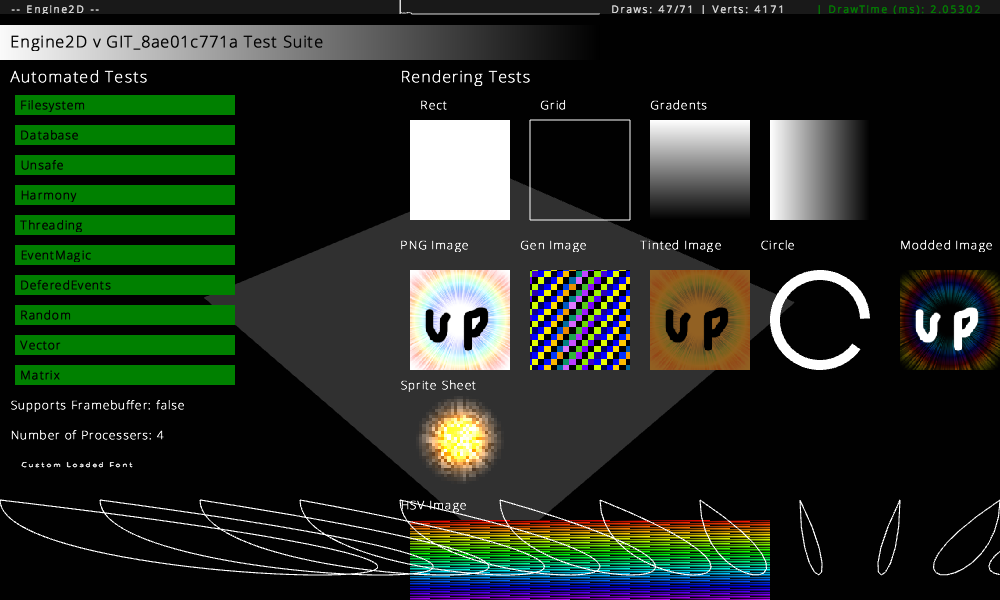 -- Engine2D --
Draws: 47/71 | Verts: 4171 | DrawTime (ms): 2.05302
Engine2D v GIT_8ae01c771a Test Suite
Automated Tests
Filesystem
Database
Unsafe
Harmony
Threading
EventMagic
DeferedEvents
Random
Vector
Matrix
Supports Framebuffer: false
Number of Processers: 4
Custom Loaded Font
Rendering Tests
Rect
Grid
Gradents
PNG Image
Gen Image
Tinted Image
Circle
Modded Image
UP
UP
UP
Sprite Sheet
HSV Image